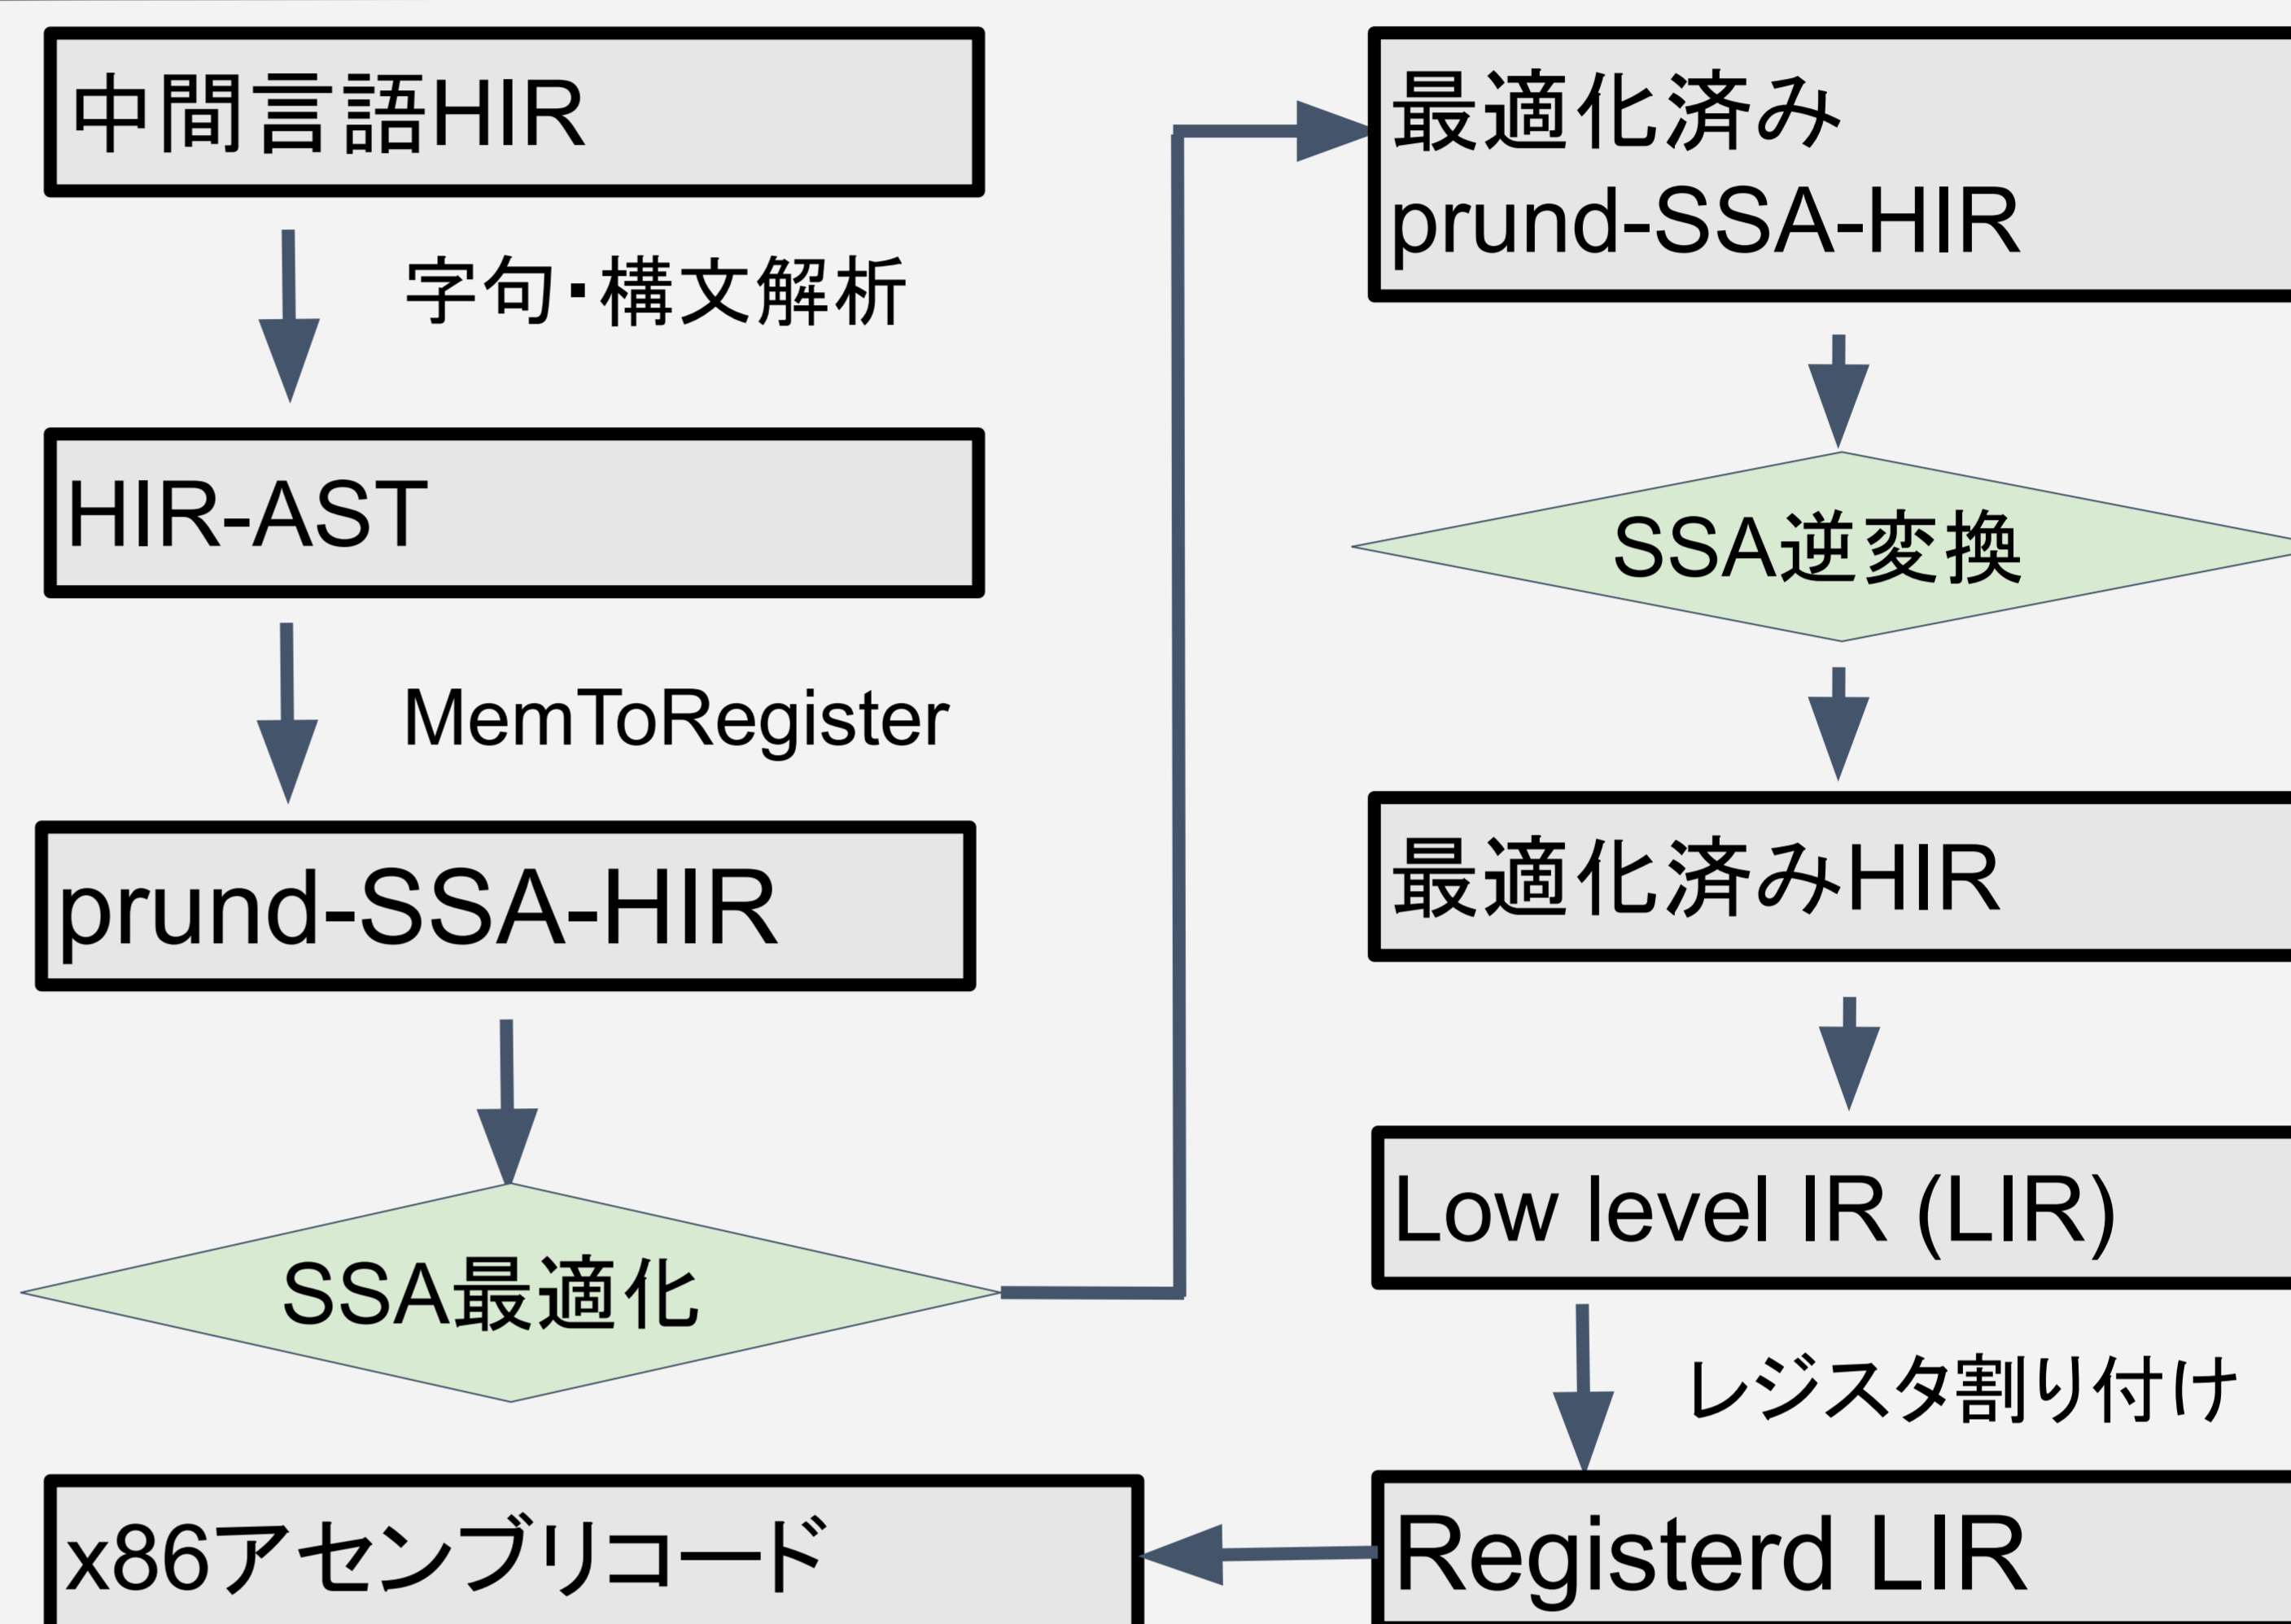 中間言語HIR
字句・構文解析
HIR-AST
MemToRegister
prund-SSA-HIR
SSA最適化
最適化済み
prund-SSA-HIR
SSA逆変換
最適化済みHIR
Low level IR (LIR)
レジスタ割り付け
Registerd LIR
x86アセンブリコード